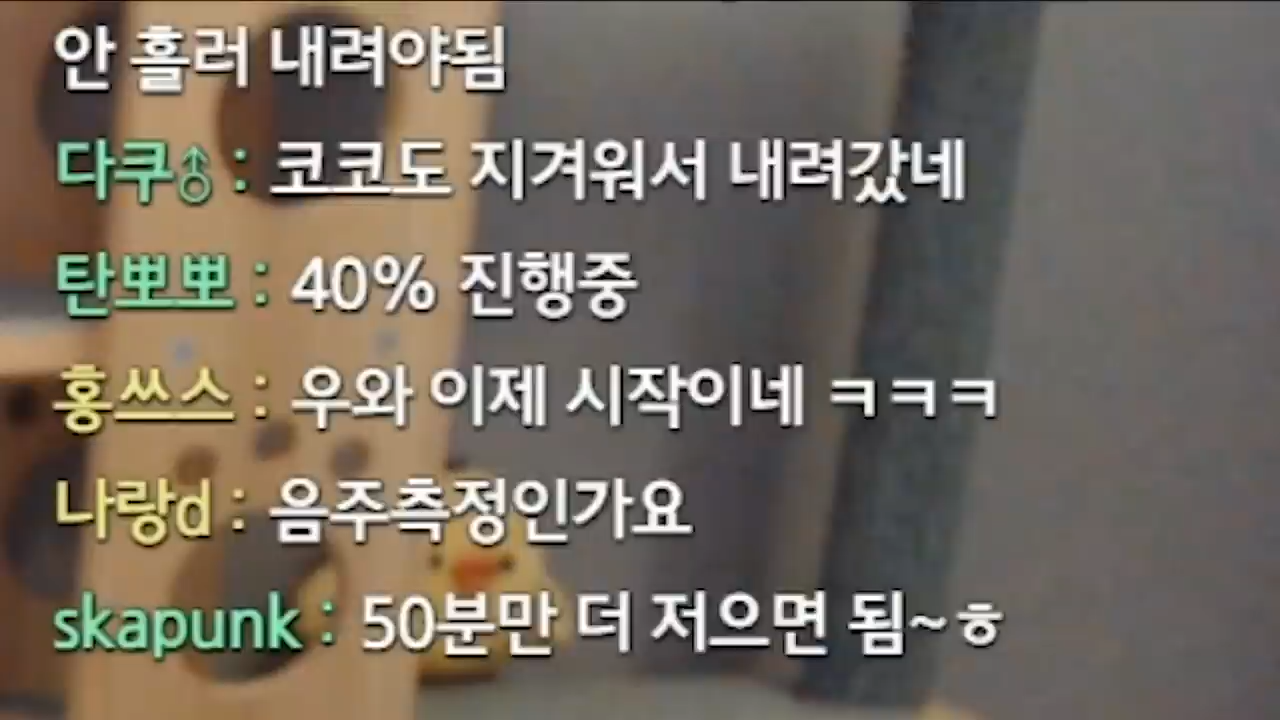 안 홀러 내려야됨
다쿠♂ : 코코도 지겨워서 내려갔네
탄뽀뽀 : 40% 진행중
홍쓰스 : 우와 이제 시작이네 ㅋㅋㅋ
나랑d : 음주측정인가요
skapunk : 50분만 더 저으면 됨~ㅎ